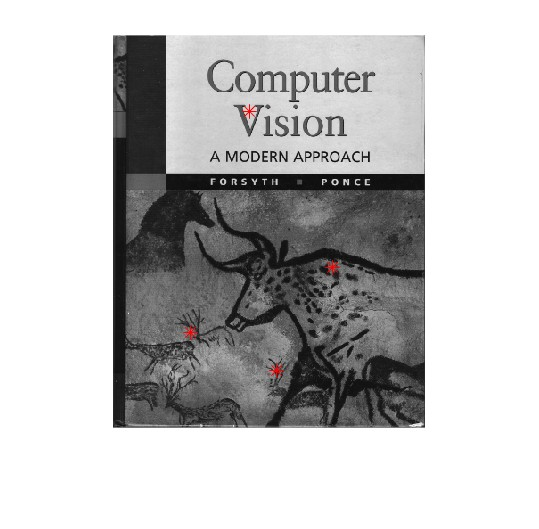 Computer
Vision
A MODERN APPROACH
FORSYTH ■ PONCE